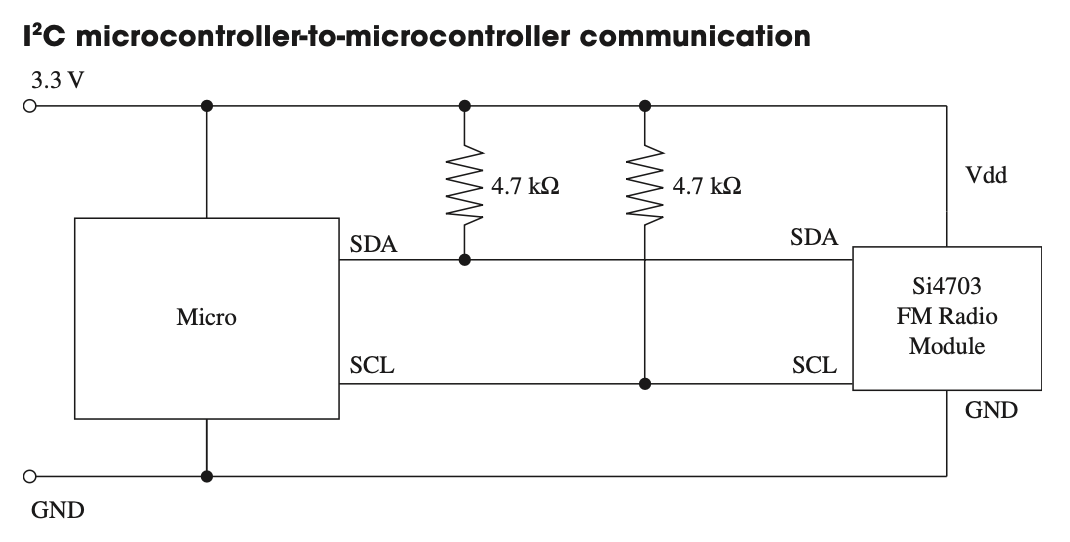 I²C microcontroller-to-microcontroller communication
3.3 V
Vdd
4.7 kΩ
4.7 kΩ
SDA
SDA
Micro
Si4703
FM Radio
Module
SCL
SCL
GND
GND